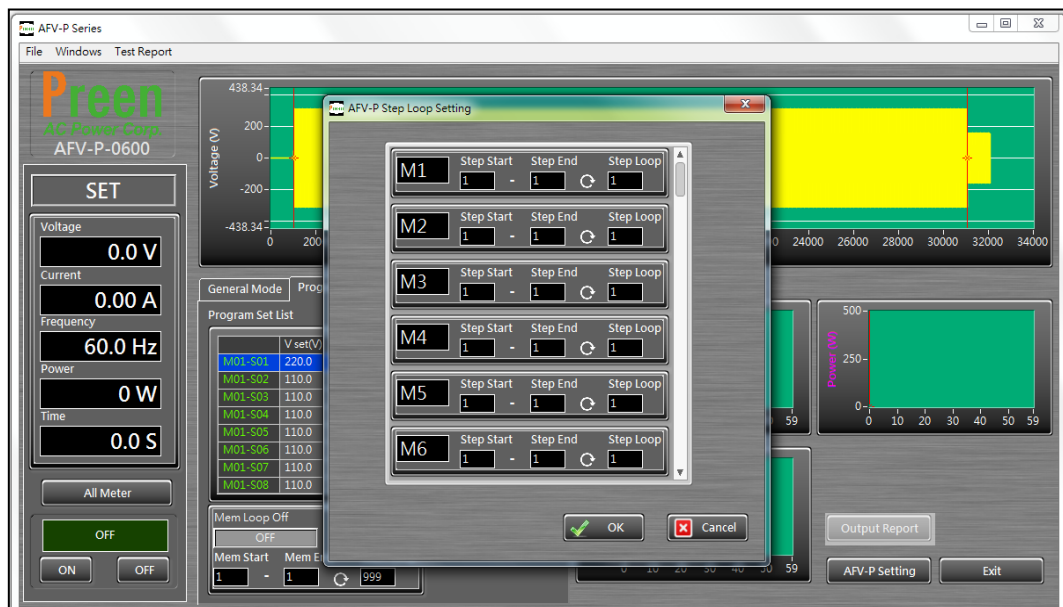 AFV-P Series
File Windows Test Report
Preen
AC Power Corp.
AFV-P-0600
SET
Voltage
0.0 V
Current
0.00 A
Frequency
60.0 Hz
Power
0 W
Time
0.0 S
All Meter
OFF
ON OFF
Voltage (V)
438.34
200
0
-200
-438.34
0 200 0 24000 26000 28000 30000 32000 34000
General Mode Prog
Program Set List
V set(V)
M01-S01 220.0
M01-S02 110.0
M01-S03 110.0
M01-S04 110.0
M01-S05 110.0
M01-S06 110.0
M01-S07 110.0
M01-S08 110.0
Mem Loop Off
OFF
Mem Start Mem E
1 - 1 999
AFV-P Step Loop Setting
M1 Step Start Step End Step Loop
1 - 1 1
M2 Step Start Step End Step Loop
1 - 1 1
M3 Step Start Step End Step Loop
1 - 1 1
M4 Step Start Step End Step Loop
1 - 1 1
M5 Step Start Step End Step Loop
1 - 1 1
M6 Step Start Step End Step Loop
1 - 1 1
OK Cancel
59
0 10 20 30 40 50 59
500
250
0
0 10 20 30 40 50 59
Output Report
AFV-P Setting Exit